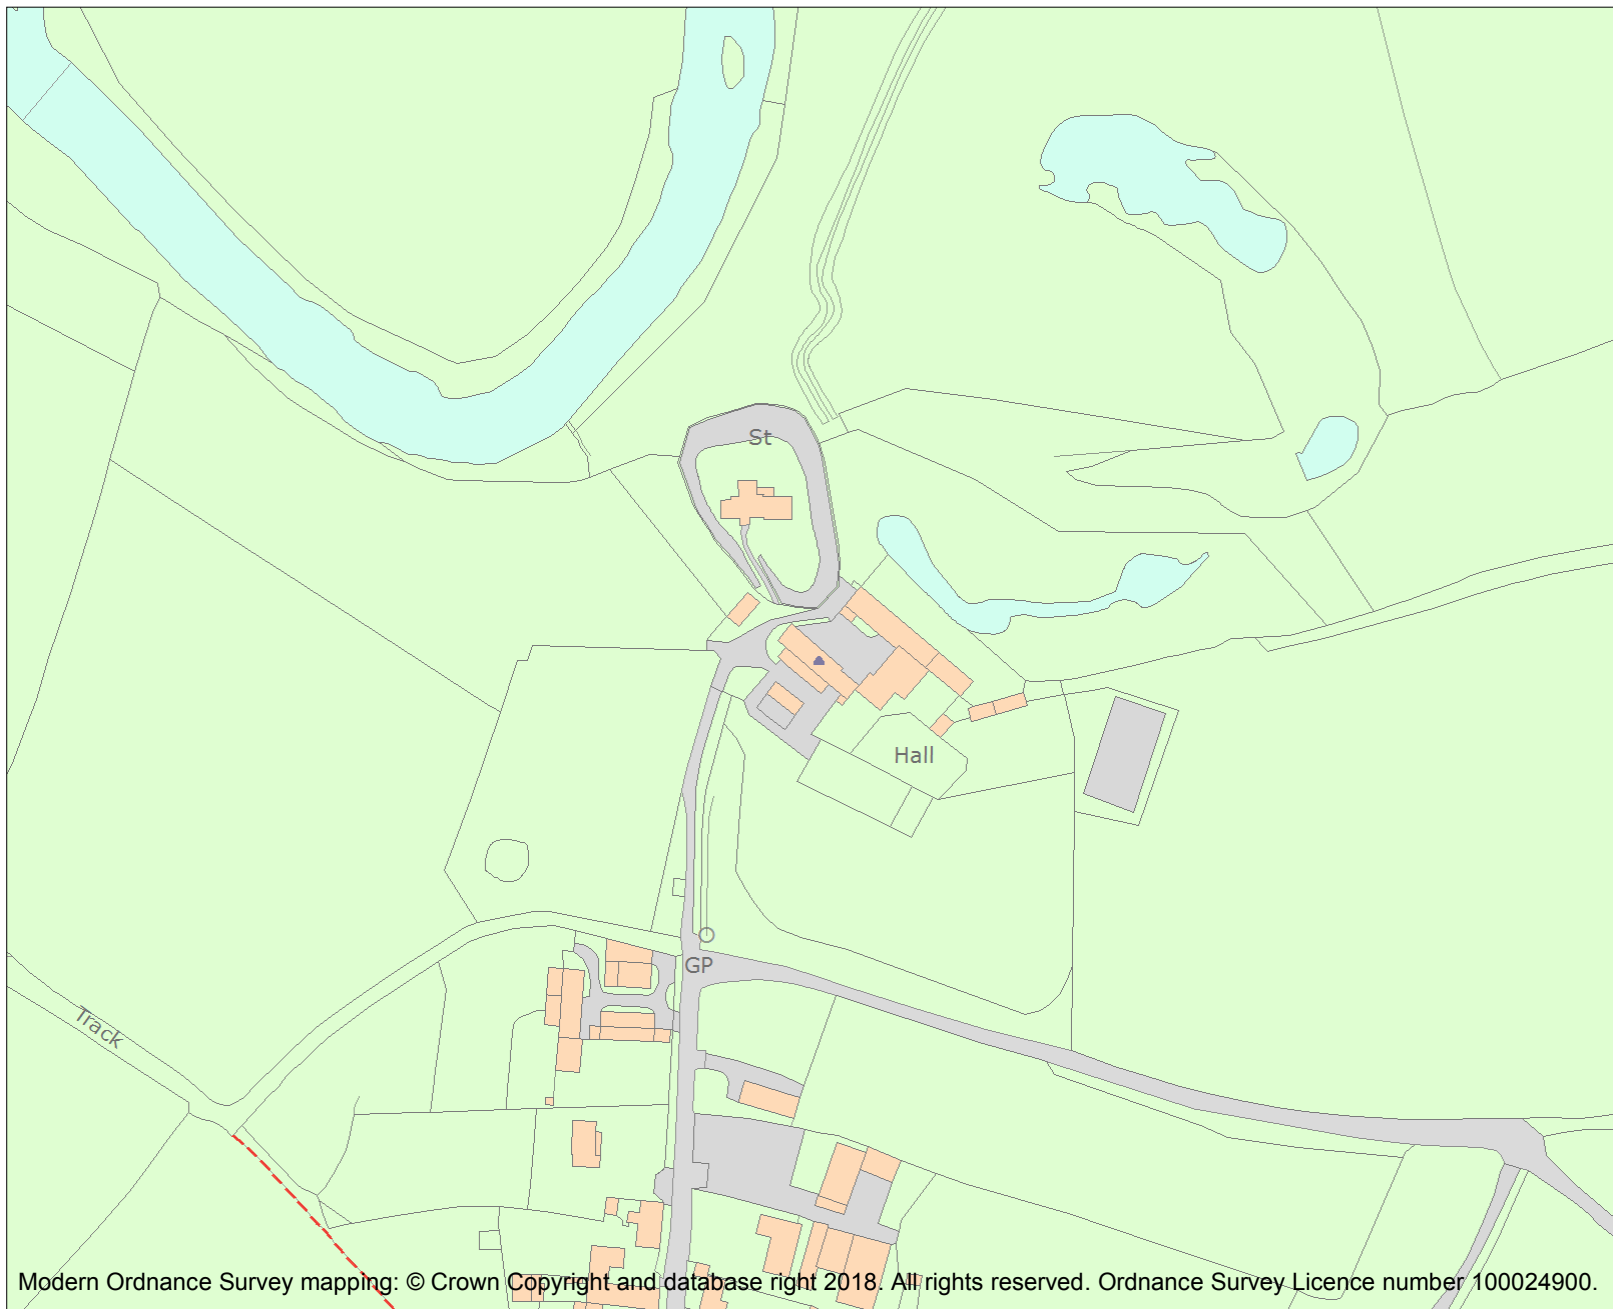 St
Hall
GP
Track
Modern Ordnance Survey mapping: © Crown Copyright and database right 2018. All rights reserved. Ordnance Survey Licence number 100024900.